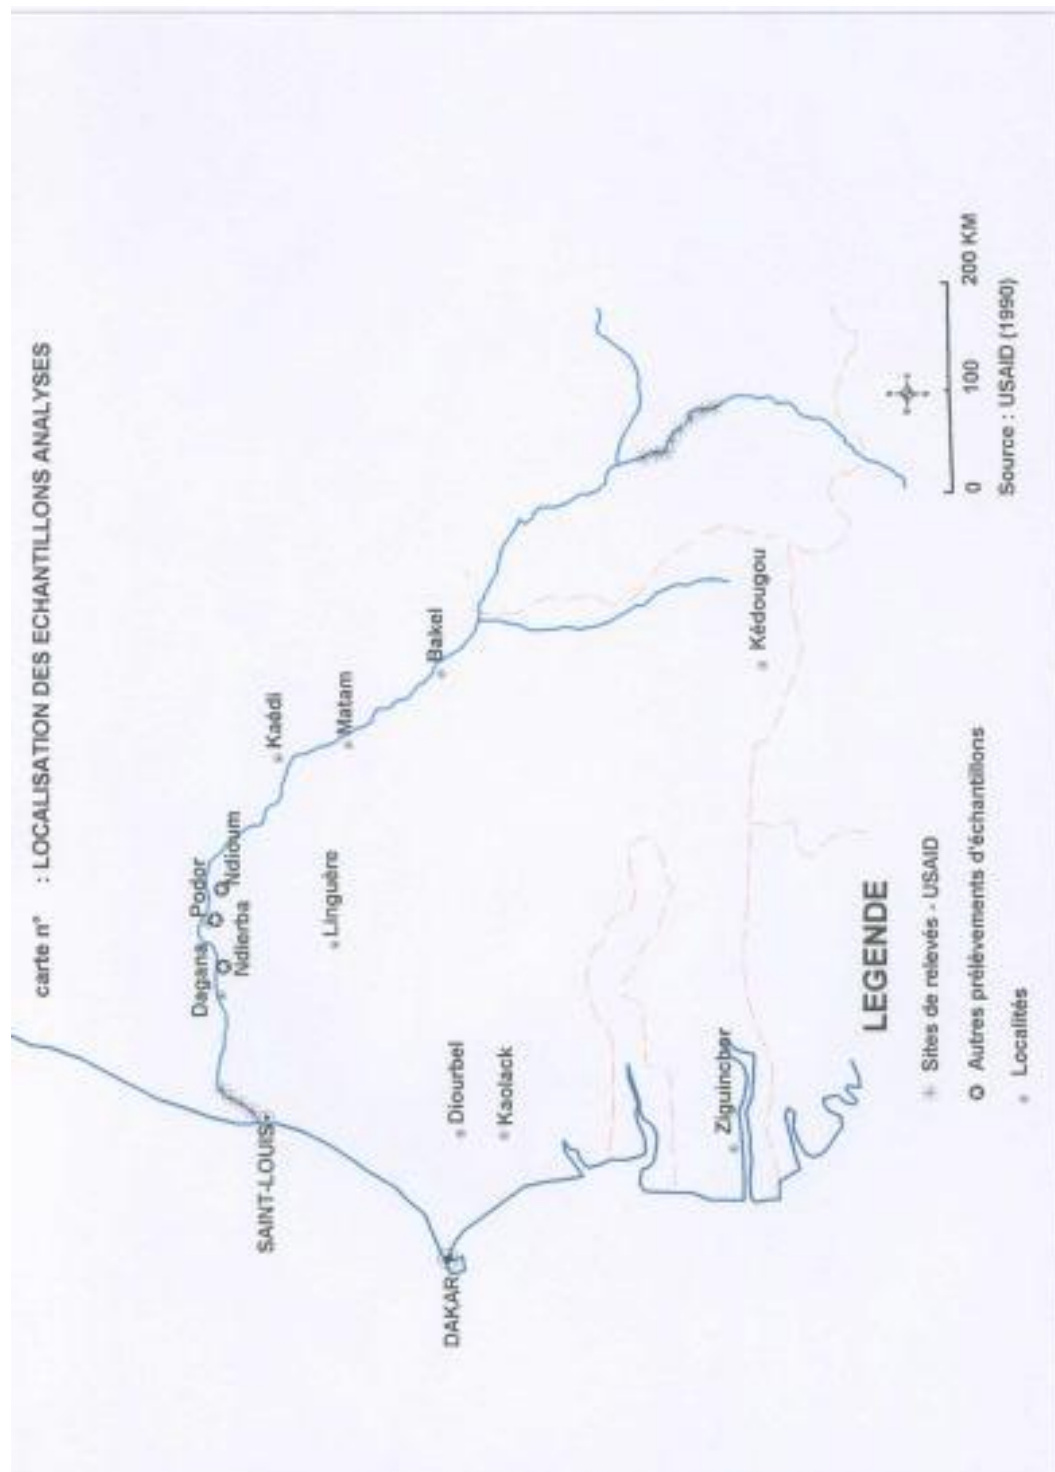 carte n° : LOCALISATION DES ECHANTILLONS ANALYSES
Dagana
Podor
Ndierba
Ndioum
Kaédi
SAINT-LOUIS
Linguère
Matam
Bakel
DAKAR
Diourbel
Kaolack
Ziguinchor
Kédougou
LEGENDE
Sites de relevés - USAID
Autres prélèvements d'échantillons
Localités
0 100 200 KM
Source : USAID (1990)